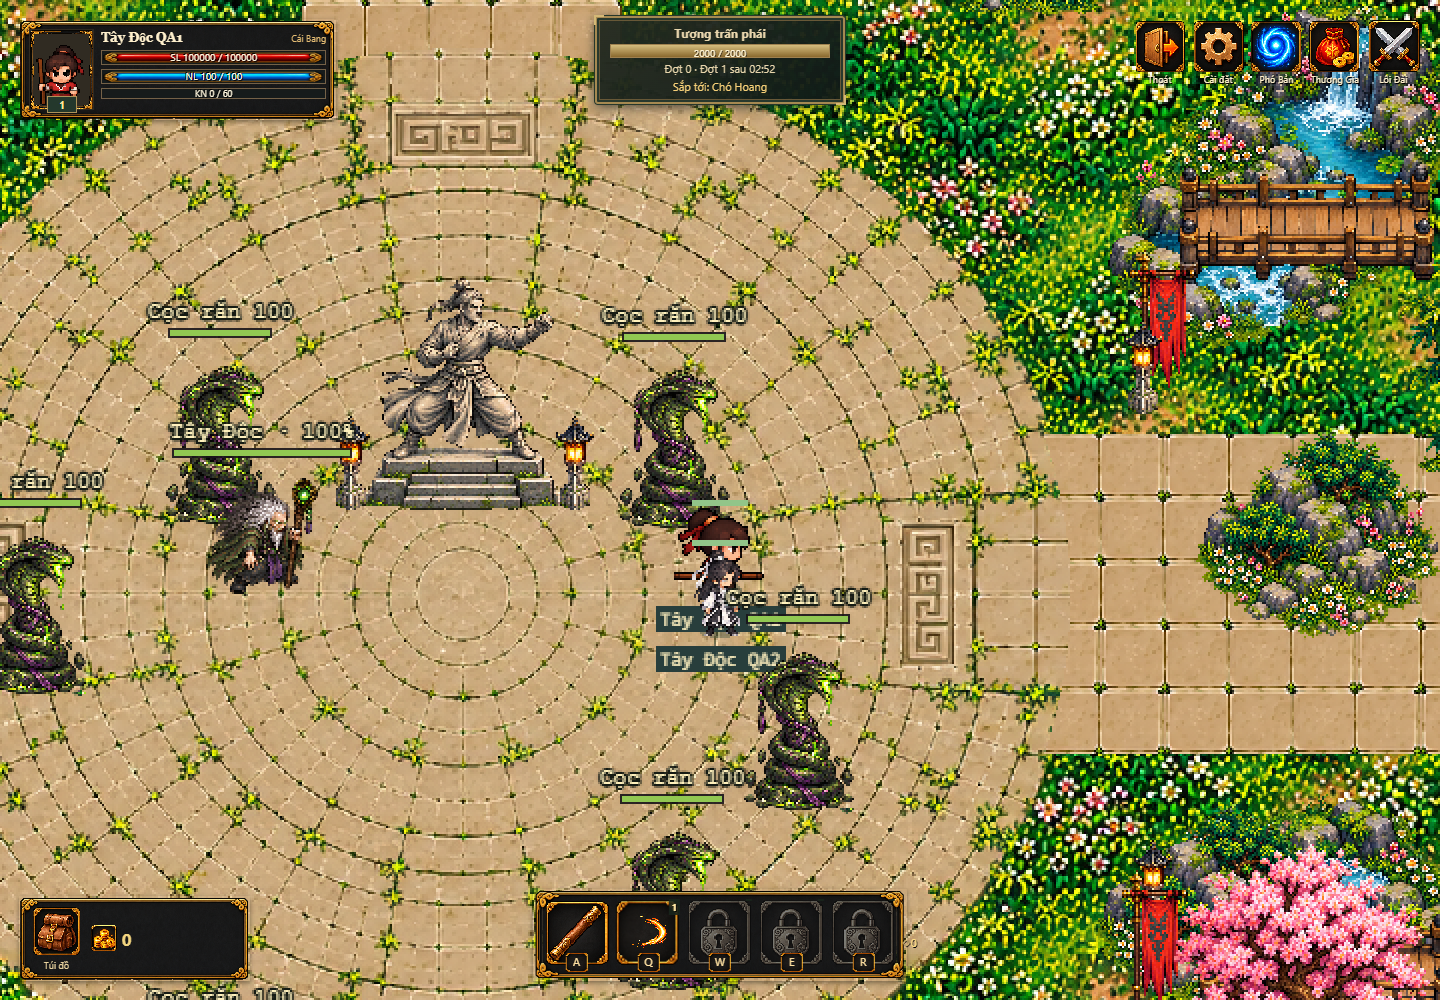 Tây Độc QA1
Cái Bang
SL 100000 / 100000
NL 100 / 100
KN 0 / 60
1
Tượng trấn phái
2000 / 2000
Đợt 0 · Đợt 1 sau 02:52
Sắp tới: Chó Hoang
Thoát
Cài đặt
Phó Bản
Thương Gia
Lôi Đài
Cọc rắn 100
Cọc rắn 100
Tây Độc · 100%
rắn 100
Cọc rắn 100
Tây
Tây Độc QA2
Cọc rắn 100
Túi đồ
0
1
A
Q
W
E
R
Cọc rắn 100